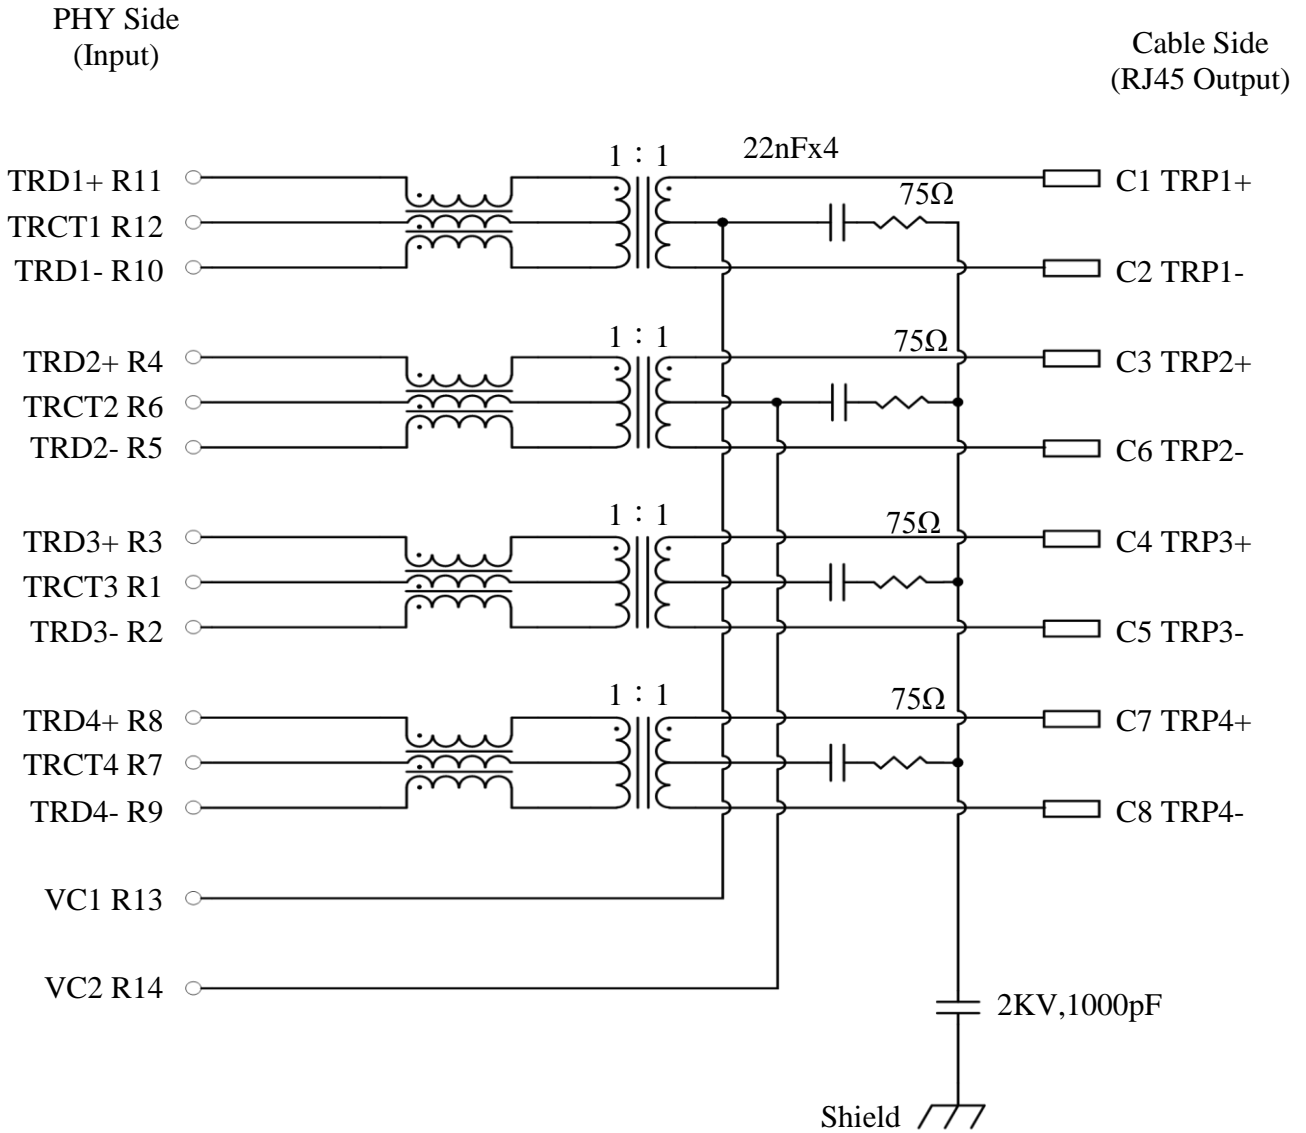 PHY Side
(Input)
Cable Side
(RJ45 Output)
1 : 1
22nFx4
TRD1+ R11
75Ω
C1 TRP1+
TRCT1 R12
TRD1- R10
C2 TRP1-
1 : 1
75Ω
TRD2+ R4
C3 TRP2+
TRCT2 R6
TRD2- R5
C6 TRP2-
1 : 1
75Ω
TRD3+ R3
C4 TRP3+
TRCT3 R1
TRD3- R2
C5 TRP3-
1 : 1
75Ω
TRD4+ R8
C7 TRP4+
TRCT4 R7
TRD4- R9
C8 TRP4-
VC1 R13
VC2 R14
2KV,1000pF
Shield